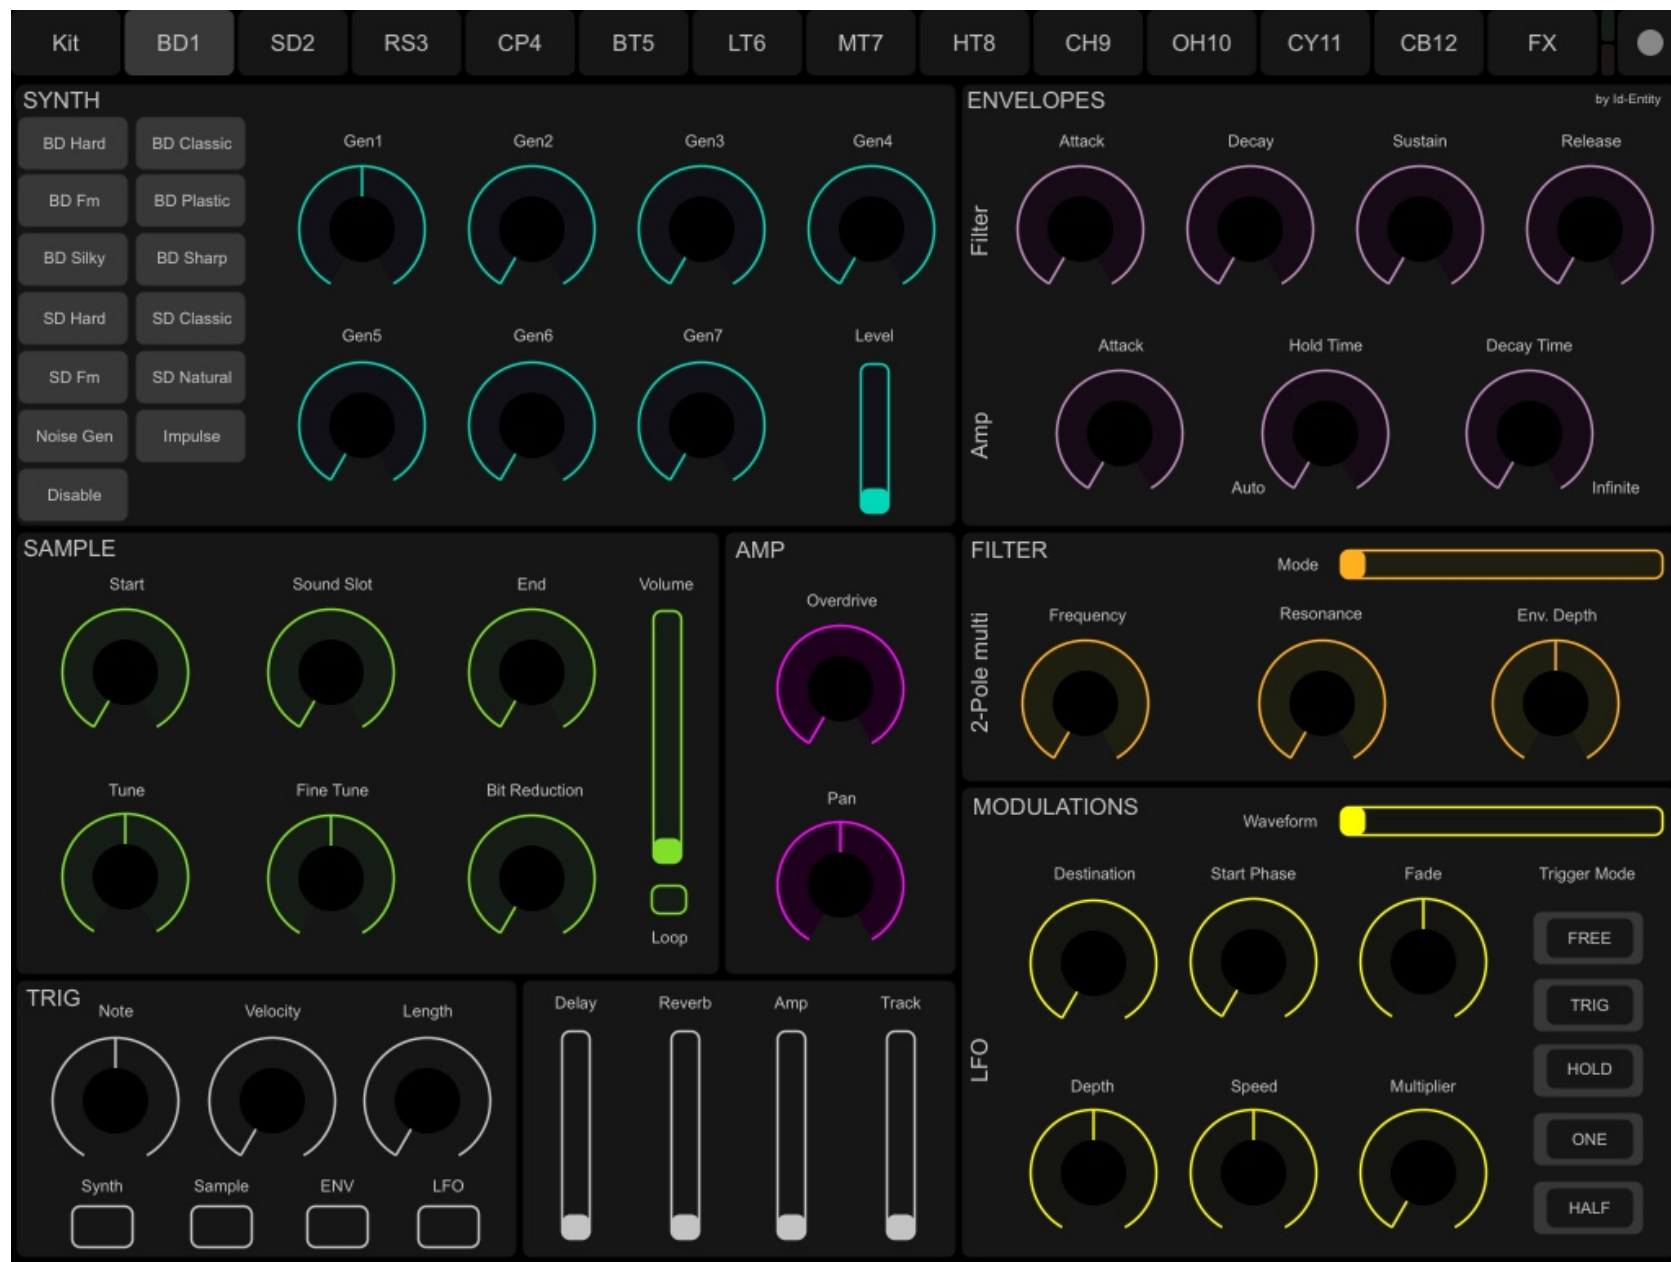 Kit BD1 SD2 RS3 CP4 BT5 LT6 MT7 HT8 CH9 OH10 CY11 CB12 FX
SYNTH
BD Hard BD Classic
BD Fm BD Plastic
BD Silky BD Sharp
SD Hard SD Classic
SD Fm SD Natural
Noise Gen Impulse
Disable
Gen1 Gen2 Gen3 Gen4
Gen5 Gen6 Gen7 Level
ENVELOPES
by Id-Entity
Attack Decay Sustain Release
Filter
Attack Hold Time Decay Time
Amp
Auto Infinite
SAMPLE
Start Sound Slot End Volume
Tune Fine Tune Bit Reduction
Loop
AMP
Overdrive
Pan
FILTER
Mode
2-Pole multi
Frequency Resonance Env. Depth
MODULATIONS
Waveform
Destination Start Phase Fade Trigger Mode
LFO
Depth Speed Multiplier
FREE
TRIG
HOLD
ONE
HALF
TRIG
Note Velocity Length
Synth Sample ENV LFO
Delay Reverb Amp Track